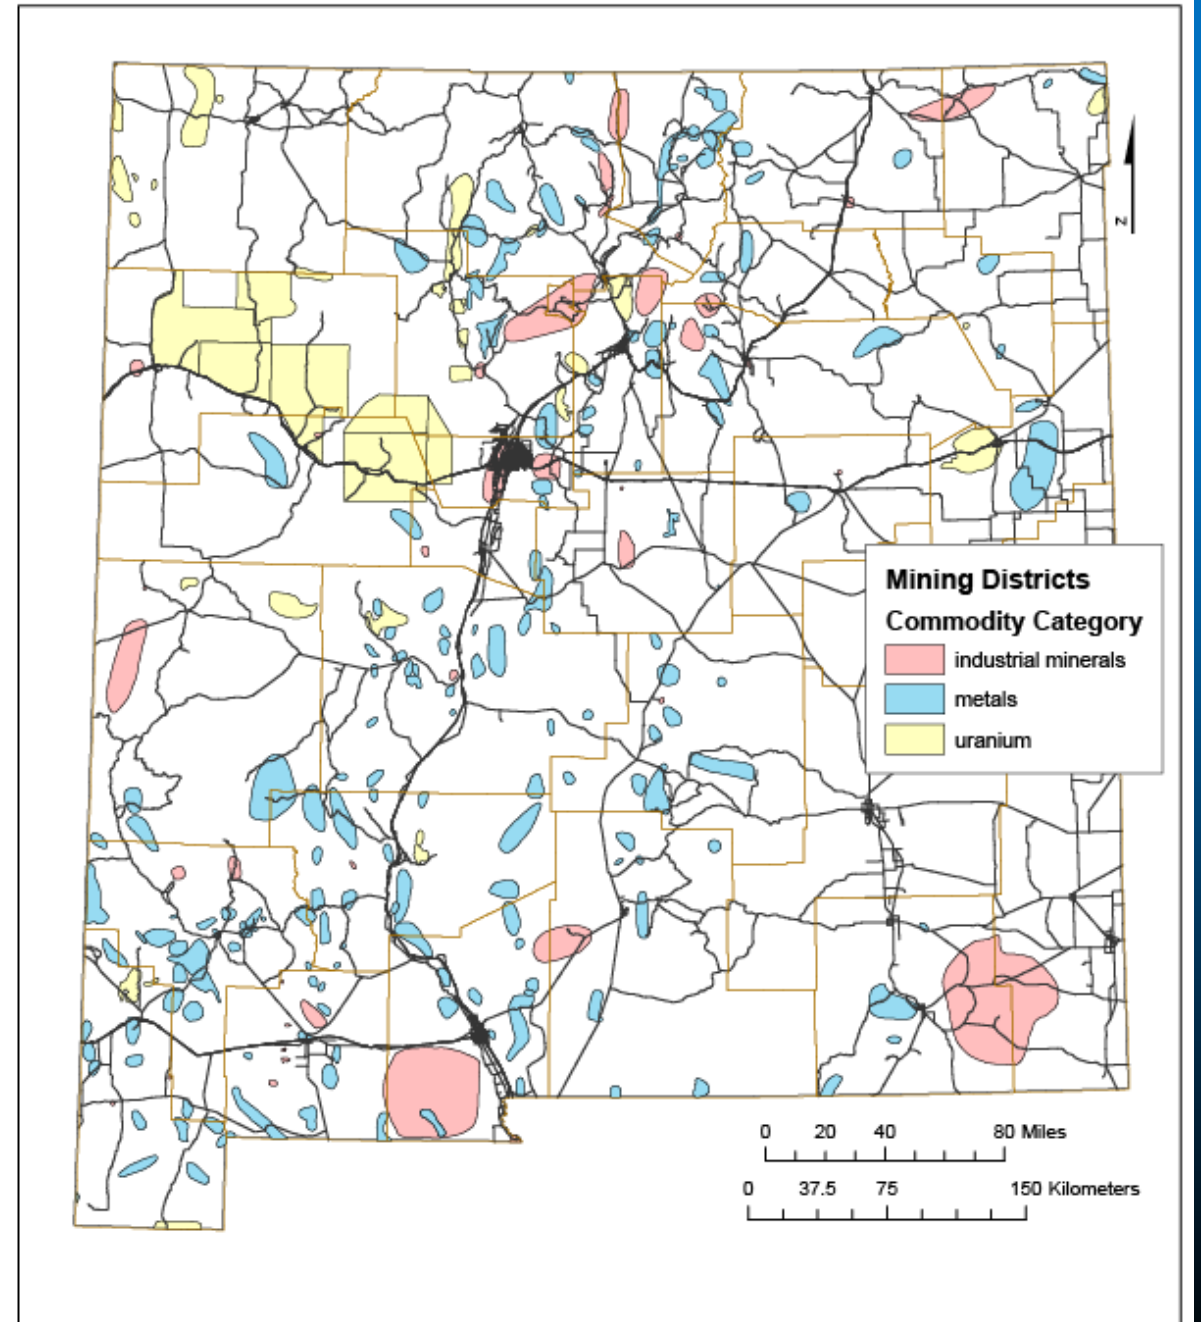 N
Mining Districts
Commodity Category
industrial minerals
metals
uranium
0 20 40 80 Miles
0 37.5 75 150 Kilometers